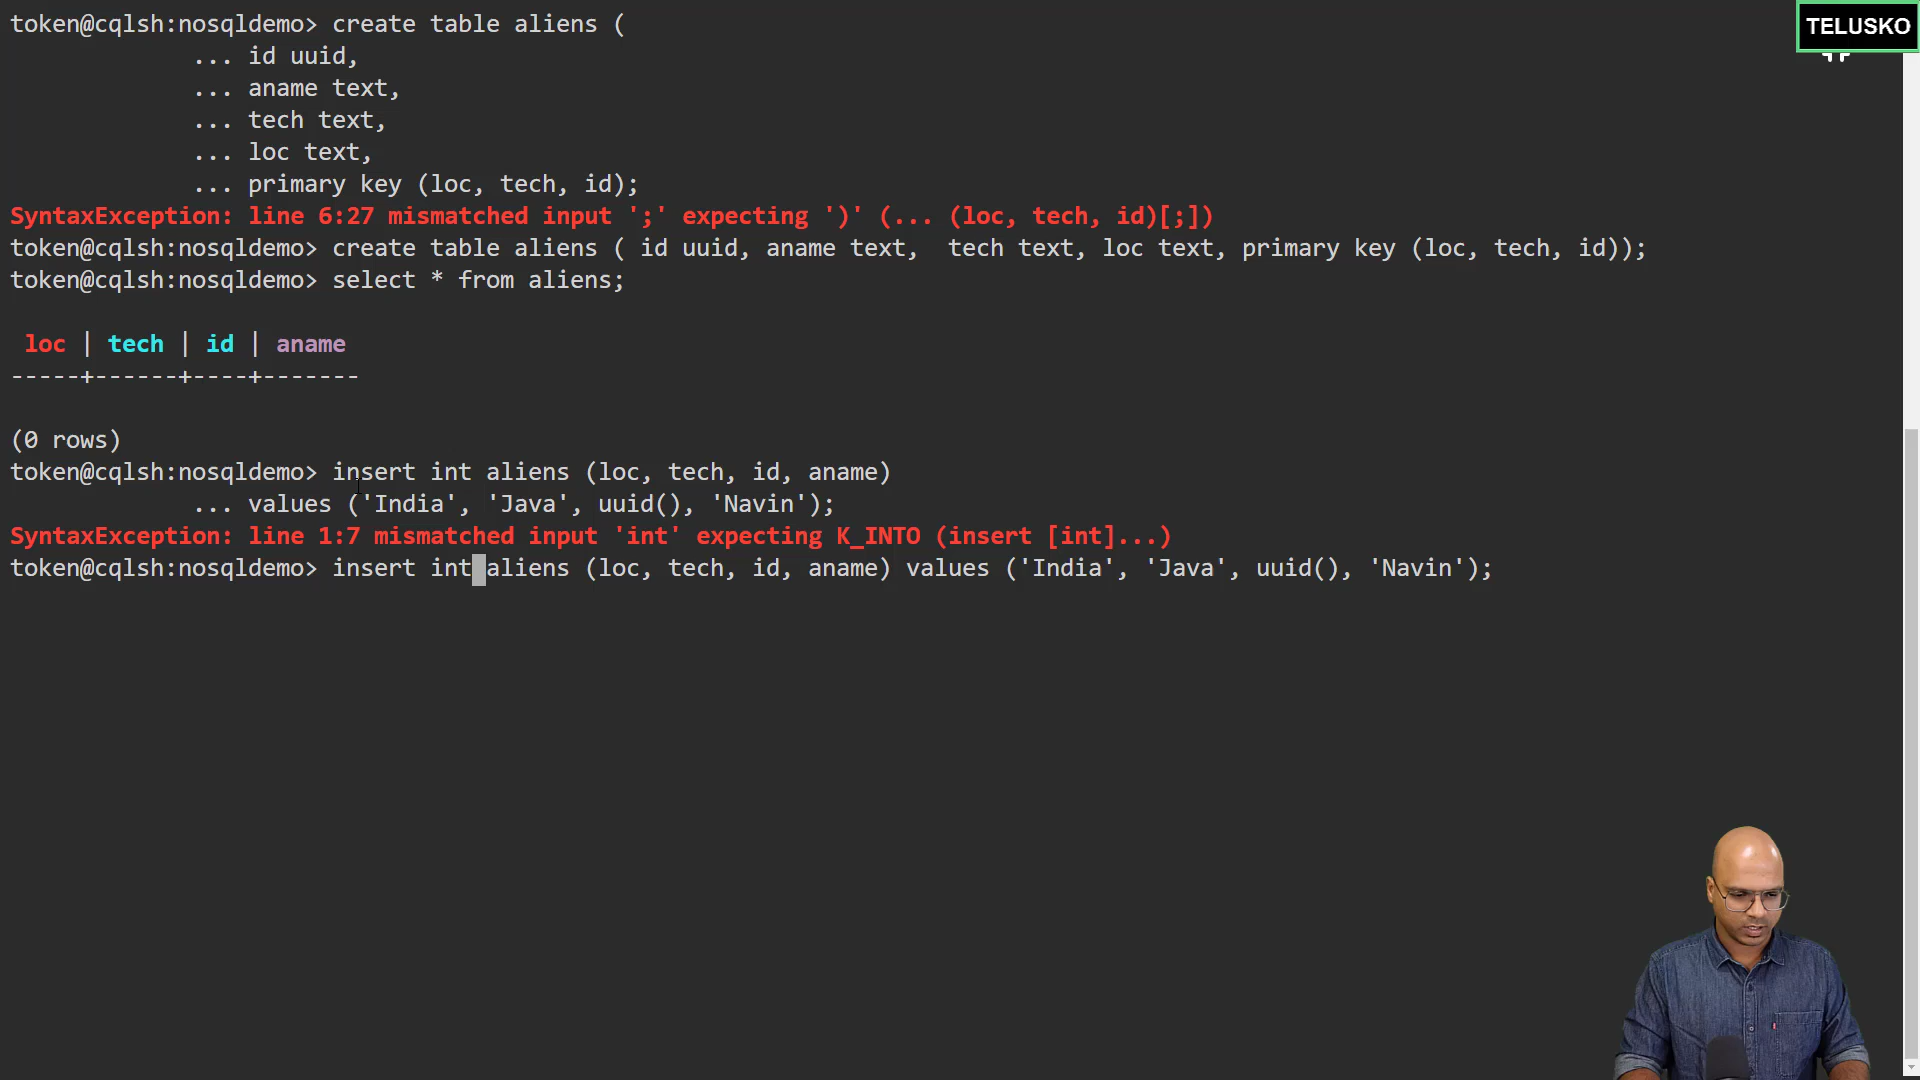 token@cqlsh:nosqldemo> create table aliens (
TELUSKO
... id uuid,
... aname text,
... tech text,
... loc text,
... primary key (loc, tech, id);
SyntaxException: line 6:27 mismatched input ';' expecting ')' (... (loc, tech, id)[;])
token@cqlsh:nosqldemo> create table aliens ( id uuid, aname text,  tech text, loc text, primary key (loc, tech, id));
token@cqlsh:nosqldemo> select * from aliens;
loc | tech | id | aname
-----+------+----+-------
(0 rows)
token@cqlsh:nosqldemo> insert int aliens (loc, tech, id, aname)
... values ('India', 'Java', uuid(), 'Navin');
SyntaxException: line 1:7 mismatched input 'int' expecting K_INTO (insert [int]...)
token@cqlsh:nosqldemo> insert int aliens (loc, tech, id, aname) values ('India', 'Java', uuid(), 'Navin');